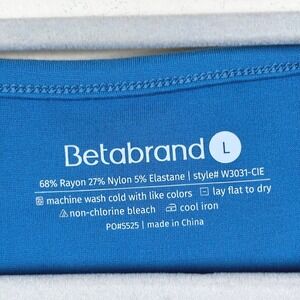 Betabrand L
68% Rayon 27% Nylon 5% Elastane | style# W3031-CIE
machine wash cold with like colors lay flat to dry
non-chlorine bleach cool iron
PO#5525 | made in China